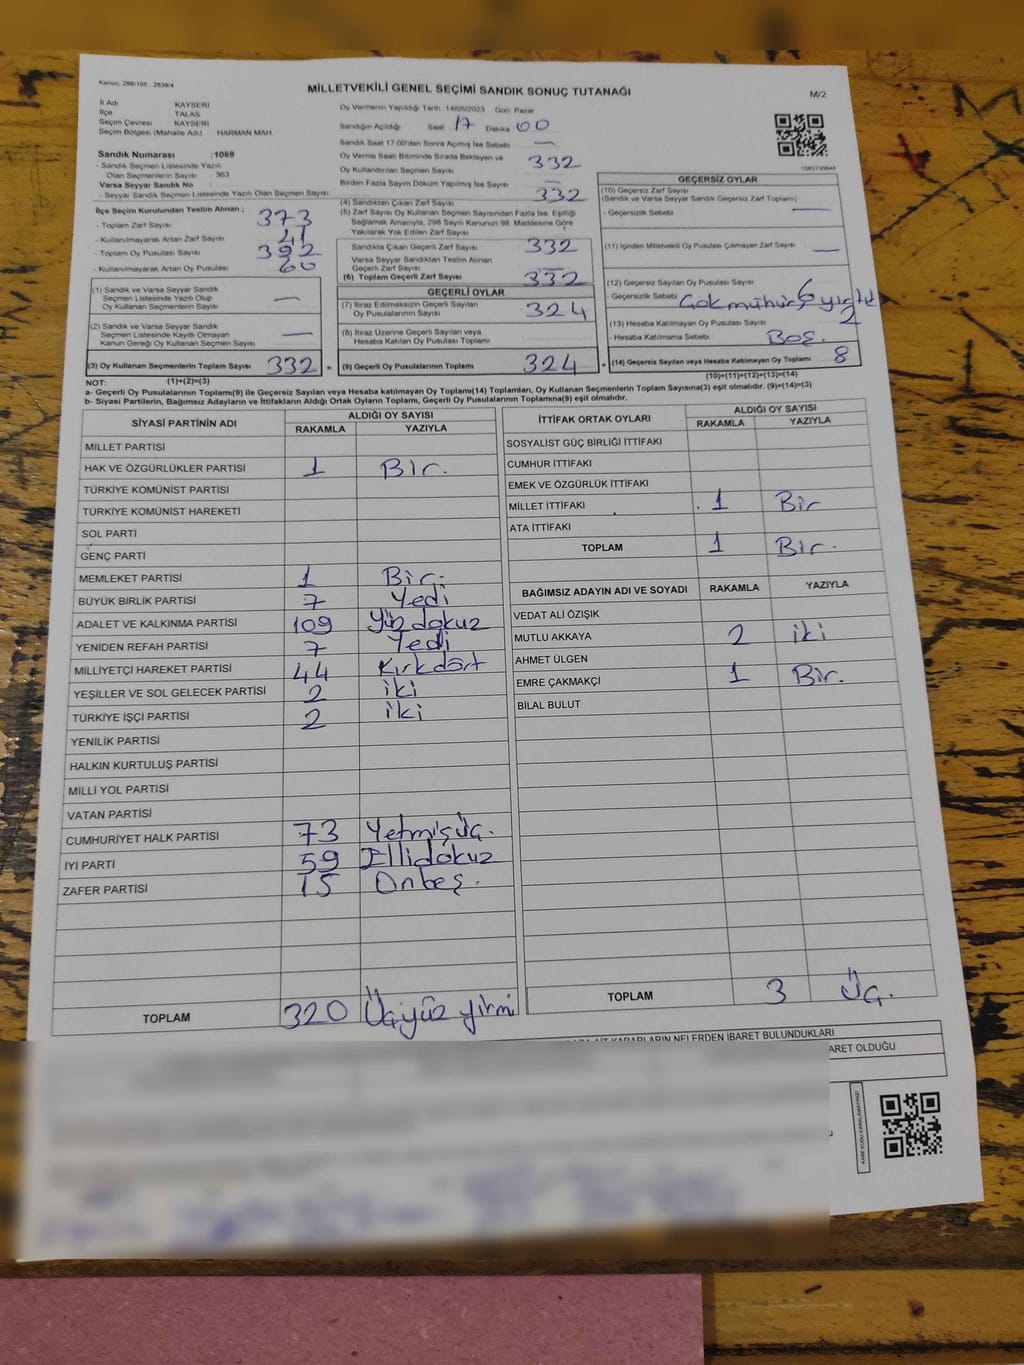 Kanun, 298/105 , 2839/4
MİLLETVEKİLİ GENEL SEÇİMİ SANDIK SONUÇ TUTANAĞI
M/2
İl Adı : KAYSERİ
İlçe : TALAS
Seçim Çevresi : KAYSERİ
Seçim Bölgesi (Mahalle Adı) HARMAN MAH.
Sandık Numarası :1069
- Sandık Seçmen Listesinde Yazılı
Olan Seçmenlerin Sayısı 363
Varsa Seyyar Sandık No
- Seyyar Sandık Seçmen Listesinde Yazılı Olan Seçmen Sayısı
İlçe Seçim Kurulundan Teslim Alınan ;
- Toplam Zarf Sayısı 373
- Kullanılmayarak Artan Zarf Sayısı 41
- Toplam Oy Pusulası Sayısı 392
- Kullanılmayarak Artan Oy Pusulası 60
(1) Sandık ve Varsa Seyyar Sandık
Seçmen Listesinde Yazılı Olup
Oy Kullanan Seçmenlerin Sayısı —
(2) Sandık ve Varsa Seyyar Sandık
Seçmen Listesinde Kayıtlı Olmayan
Kanun Gereği Oy Kullanan Seçmen Sayısı —
(3) Oy Kullanan Seçmenlerin Toplam Sayısı 332 =
Oy Vermenin Yapıldığı Tarih :14/05/2023 Gün: Pazar
Sandığın Açıldığı Saat 17 Dakika 00
Sandık Saat 17.00'den Sonra Açılmış İse Sebebi —
Oy Verme Saati Bitiminde Sırada Bekleyen ve
Oy Kullandırılan Seçmen Sayısı 332
Birden Fazla Sayım Döküm Yapılmış İse Sayısı —
(4) Sandıktan Çıkan Zarf Sayısı 332
(5) Zarf Sayısı Oy Kullanan Seçmen Sayısından Fazla İse, Eşitliği
Sağlamak Amacıyla, 298 Sayılı Kanunun 98. Maddesine Göre
Yakılarak Yok Edilen Zarf Sayısı
Sandıkta Çıkan Geçerli Zarf Sayısı 332
Varsa Seyyar Sandıktan Teslim Alınan
Geçerli Zarf Sayısı —
(6) Toplam Geçerli Zarf Sayısı 332
GEÇERLİ OYLAR
(7) İtiraz Edilmeksizin Geçerli Sayılan
Oy Pusulalarının Sayısı 324
(8) İtiraz Üzerine Geçerli Sayılan veya
Hesaba Katılan Oy Pusulası Toplamı
(9) Geçerli Oy Pusulalarının Toplamı 324 +
GEÇERSİZ OYLAR
(10) Geçersiz Zarf Sayısı
(Sandık ve Varsa Seyyar Sandık Geçersiz Zarf Toplamı)
- Geçersizlik Sebebi —
(11) İçinden Milletvekili Oy Pusulası Çıkmayan Zarf Sayısı —
(12) Geçersiz Sayılan Oy Pusulası Sayısı 6
- Geçersizlik Sebebi Çok mühür
(13) Hesaba Katılmayan Oy Pusulası Sayısı 2
- Hesaba Katılmama Sebebi Boş.
(14) Geçersiz Sayılan veya Hesaba Katılmayan Oy Toplamı 8
NOT: (1)+(2)=(3) (10)+(11)+(12)+(13)=(14)
a- Geçerli Oy Pusulalarının Toplamı(9) ile Geçersiz Sayılan veya Hesaba katılmayan Oy Toplamı(14) Toplamları, Oy Kullanan Seçmenlerin Toplam Sayısına(3) eşit olmalıdır. (9)+(14)=(3)
b- Siyasi Partilerin, Bağımsız Adayların ve İttifakların Aldığı Ortak Oyların Toplamı, Geçerli Oy Pusulalarının Toplamına(9) eşit olmalıdır.
SİYASİ PARTİNİN ADI ALDIĞI OY SAYISI
RAKAMLA YAZIYLA
MİLLET PARTİSİ
HAK VE ÖZGÜRLÜKLER PARTİSİ 1 Bir.
TÜRKİYE KOMÜNİST PARTİSİ
TÜRKİYE KOMÜNİST HAREKETİ
SOL PARTİ
GENÇ PARTİ
MEMLEKET PARTİSİ 1 Bir.
BÜYÜK BİRLİK PARTİSİ 7 Yedi
ADALET VE KALKINMA PARTİSİ 109 Yüz dokuz
YENİDEN REFAH PARTİSİ 7 Yedi
MİLLİYETÇİ HAREKET PARTİSİ 44 Kırkdört
YEŞİLLER VE SOL GELECEK PARTİSİ 2 iki
TÜRKİYE İŞÇİ PARTİSİ 2 iki
YENİLİK PARTİSİ
HALKIN KURTULUŞ PARTİSİ
MİLLİ YOL PARTİSİ
VATAN PARTİSİ
CUMHURİYET HALK PARTİSİ 73 Yetmişüç.
İYİ PARTİ 59 Ellidokuz
ZAFER PARTİSİ 15 Onbeş.
TOPLAM 320 Üçyüz yirmi
İTTİFAK ORTAK OYLARI ALDIĞI OY SAYISI
RAKAMLA YAZIYLA
SOSYALİST GÜÇ BİRLİĞİ İTTİFAKI
CUMHUR İTTİFAKI
EMEK VE ÖZGÜRLÜK İTTİFAKI
MİLLET İTTİFAKI 1 Bir
ATA İTTİFAKI
TOPLAM 1 Bir.
BAĞIMSIZ ADAYIN ADI VE SOYADI RAKAMLA YAZIYLA
VEDAT ALİ ÖZIŞIK
MUTLU AKKAYA 2 iki
AHMET ÜLGEN
EMRE ÇAKMAKÇİ 1 Bir.
BİLAL BULUT
TOPLAM 3 Üç.
KARARLARIN NELERDEN İBARET BULUNDUKLARI
ARET OLDUĞU